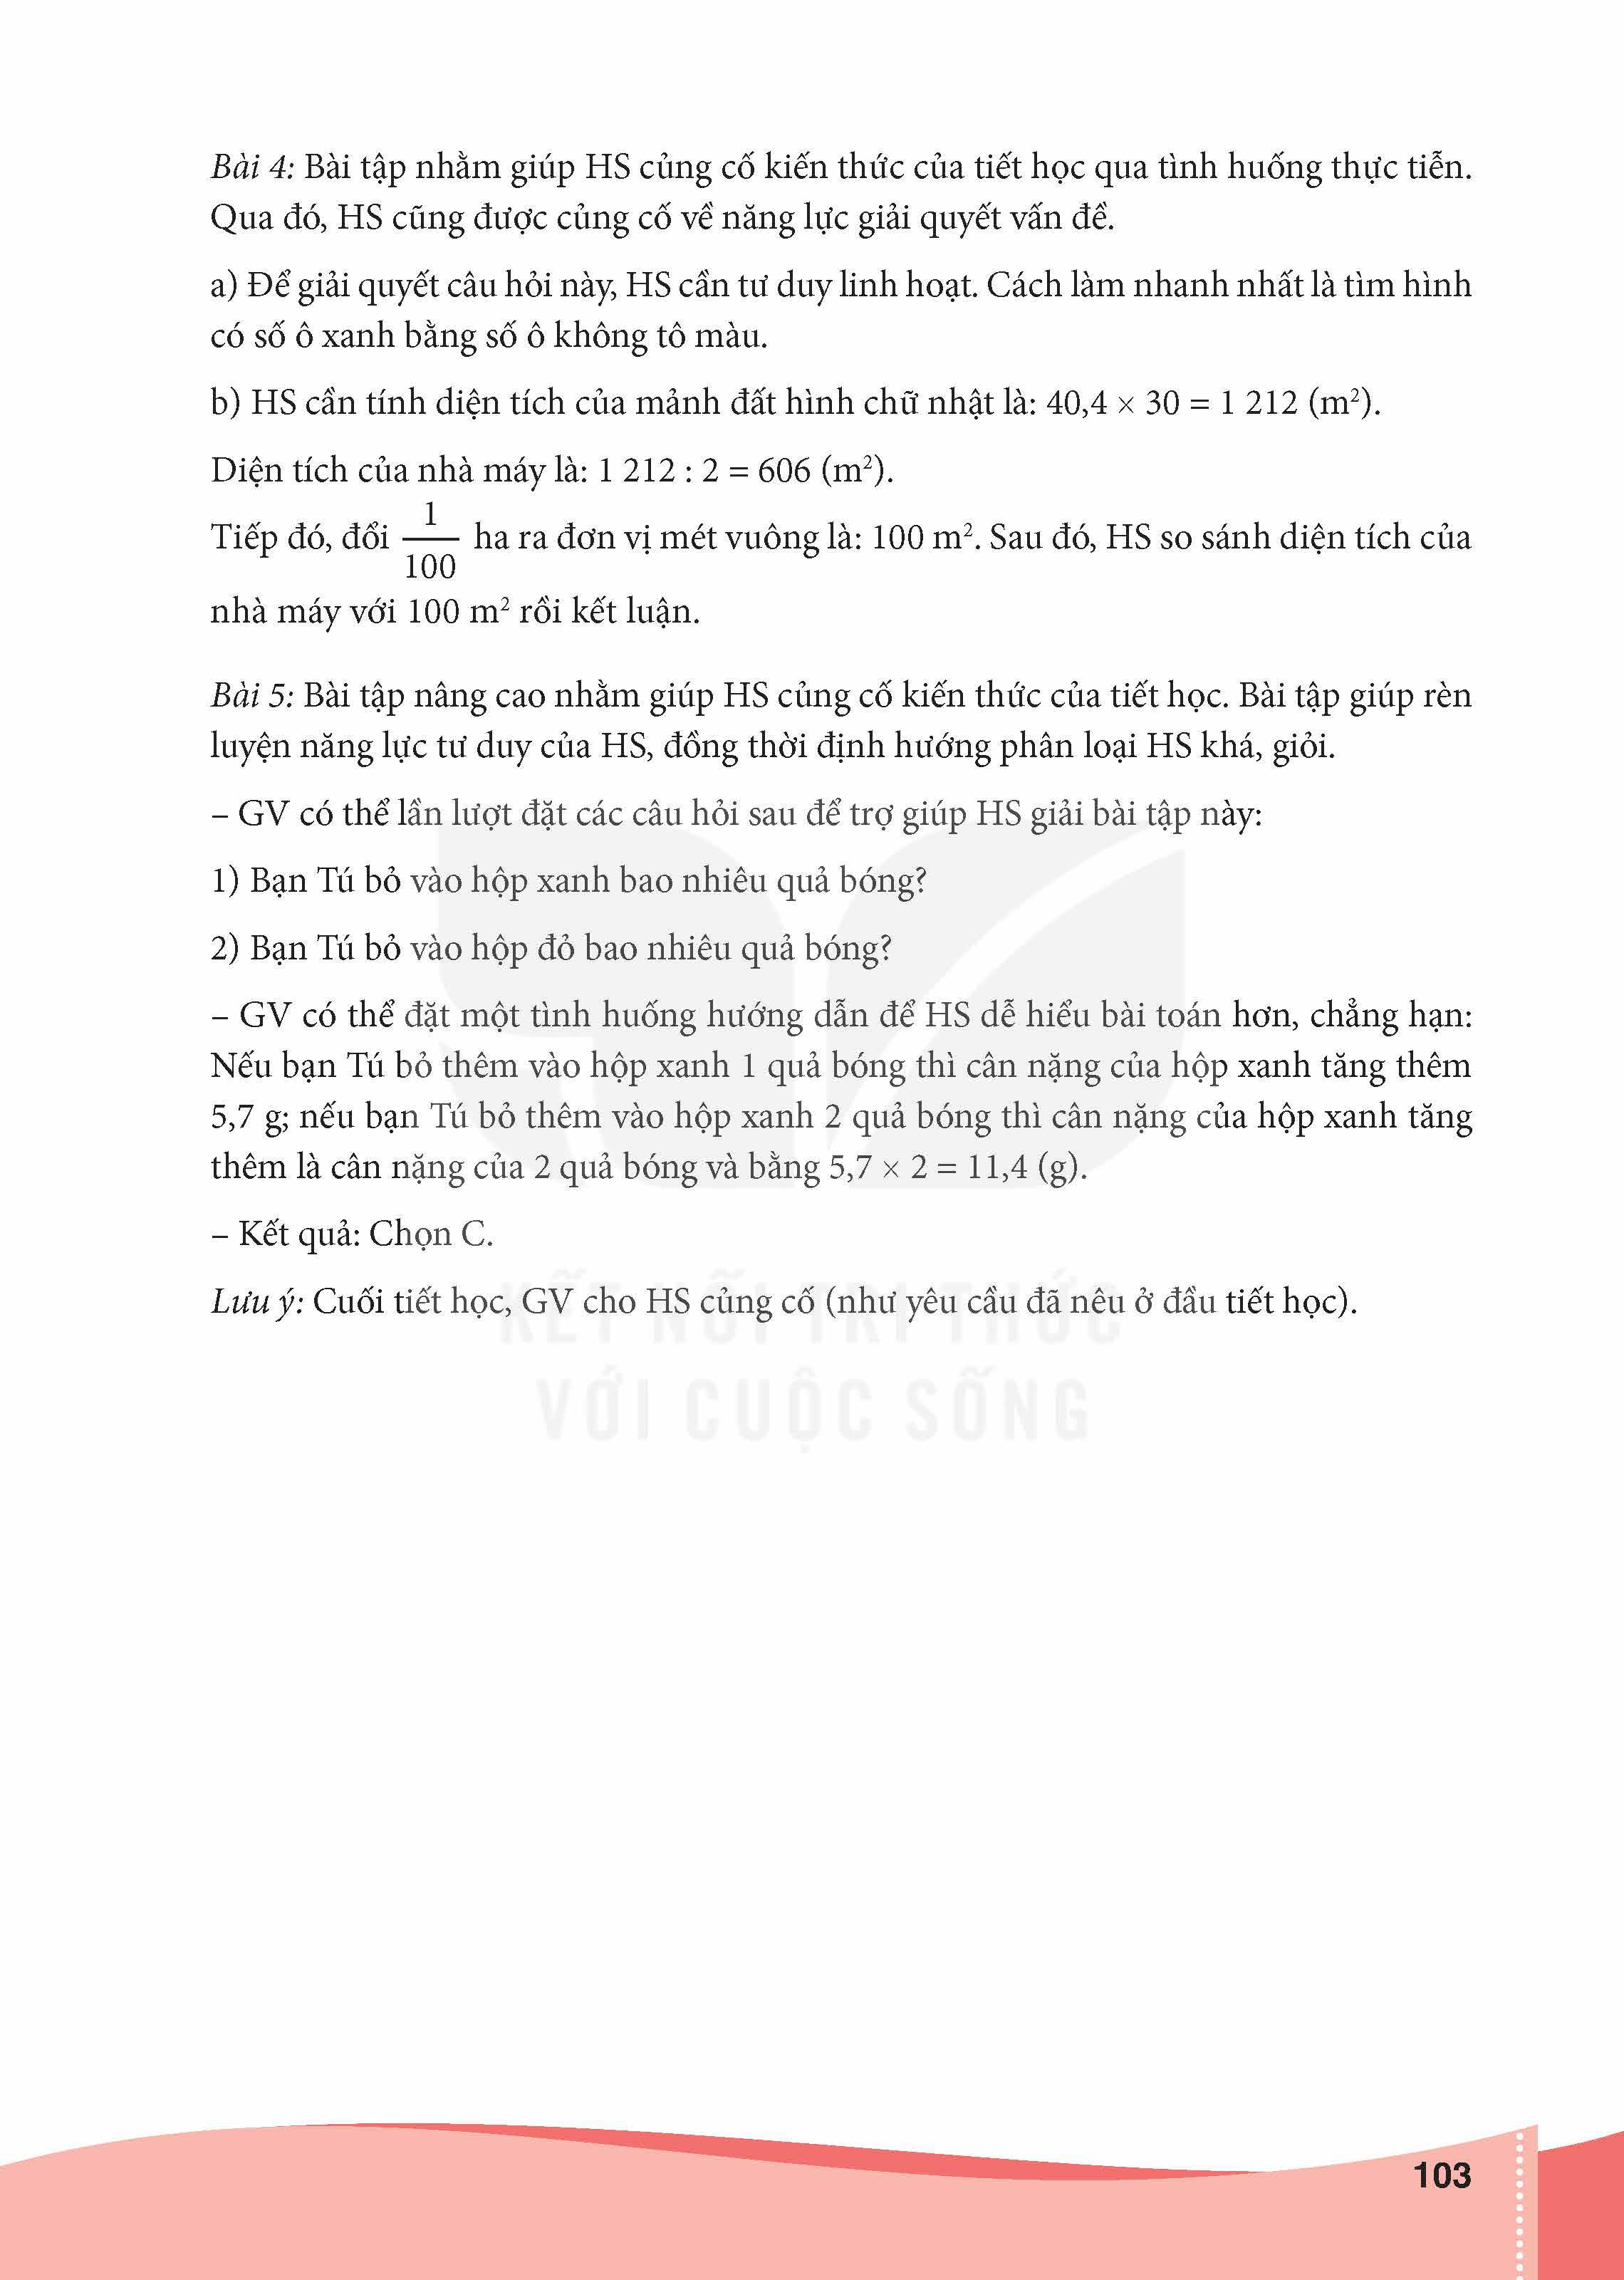 Bài 4: Bài tập nhằm giúp HS củng cố kiến thức của tiết học qua tình huống thực tiễn.
Qua đó, HS cũng được củng cố về năng lực giải quyết vấn đề.
a) Để giải quyết câu hỏi này, HS cần tư duy linh hoạt. Cách làm nhanh nhất là tìm hình
có số ô xanh bằng số ô không tô màu.
b) HS cần tính diện tích của mảnh đất hình chữ nhật là: 40,4 × 30 = 1 212 (m²).
Diện tích của nhà máy là: 1 212 : 2 = 606 (m²).
Tiếp đó, đổi 1/100 ha ra đơn vị mét vuông là: 100 m². Sau đó, HS so sánh diện tích của
nhà máy với 100 m² rồi kết luận.
Bài 5: Bài tập nâng cao nhằm giúp HS củng cố kiến thức của tiết học. Bài tập giúp rèn
luyện năng lực tư duy của HS, đồng thời định hướng phân loại HS khá, giỏi.
– GV có thể lần lượt đặt các câu hỏi sau để trợ giúp HS giải bài tập này:
1) Bạn Tú bỏ vào hộp xanh bao nhiêu quả bóng?
2) Bạn Tú bỏ vào hộp đỏ bao nhiêu quả bóng?
– GV có thể đặt một tình huống hướng dẫn để HS dễ hiểu bài toán hơn, chẳng hạn:
Nếu bạn Tú bỏ thêm vào hộp xanh 1 quả bóng thì cân nặng của hộp xanh tăng thêm
5,7 g; nếu bạn Tú bỏ thêm vào hộp xanh 2 quả bóng thì cân nặng của hộp xanh tăng
thêm là cân nặng của 2 quả bóng và bằng 5,7 × 2 = 11,4 (g).
– Kết quả: Chọn C.
Lưu ý: Cuối tiết học, GV cho HS củng cố (như yêu cầu đã nêu ở đầu tiết học).
KẾT NỐI TRI THỨC
VỚI CUỘC SỐNG
103